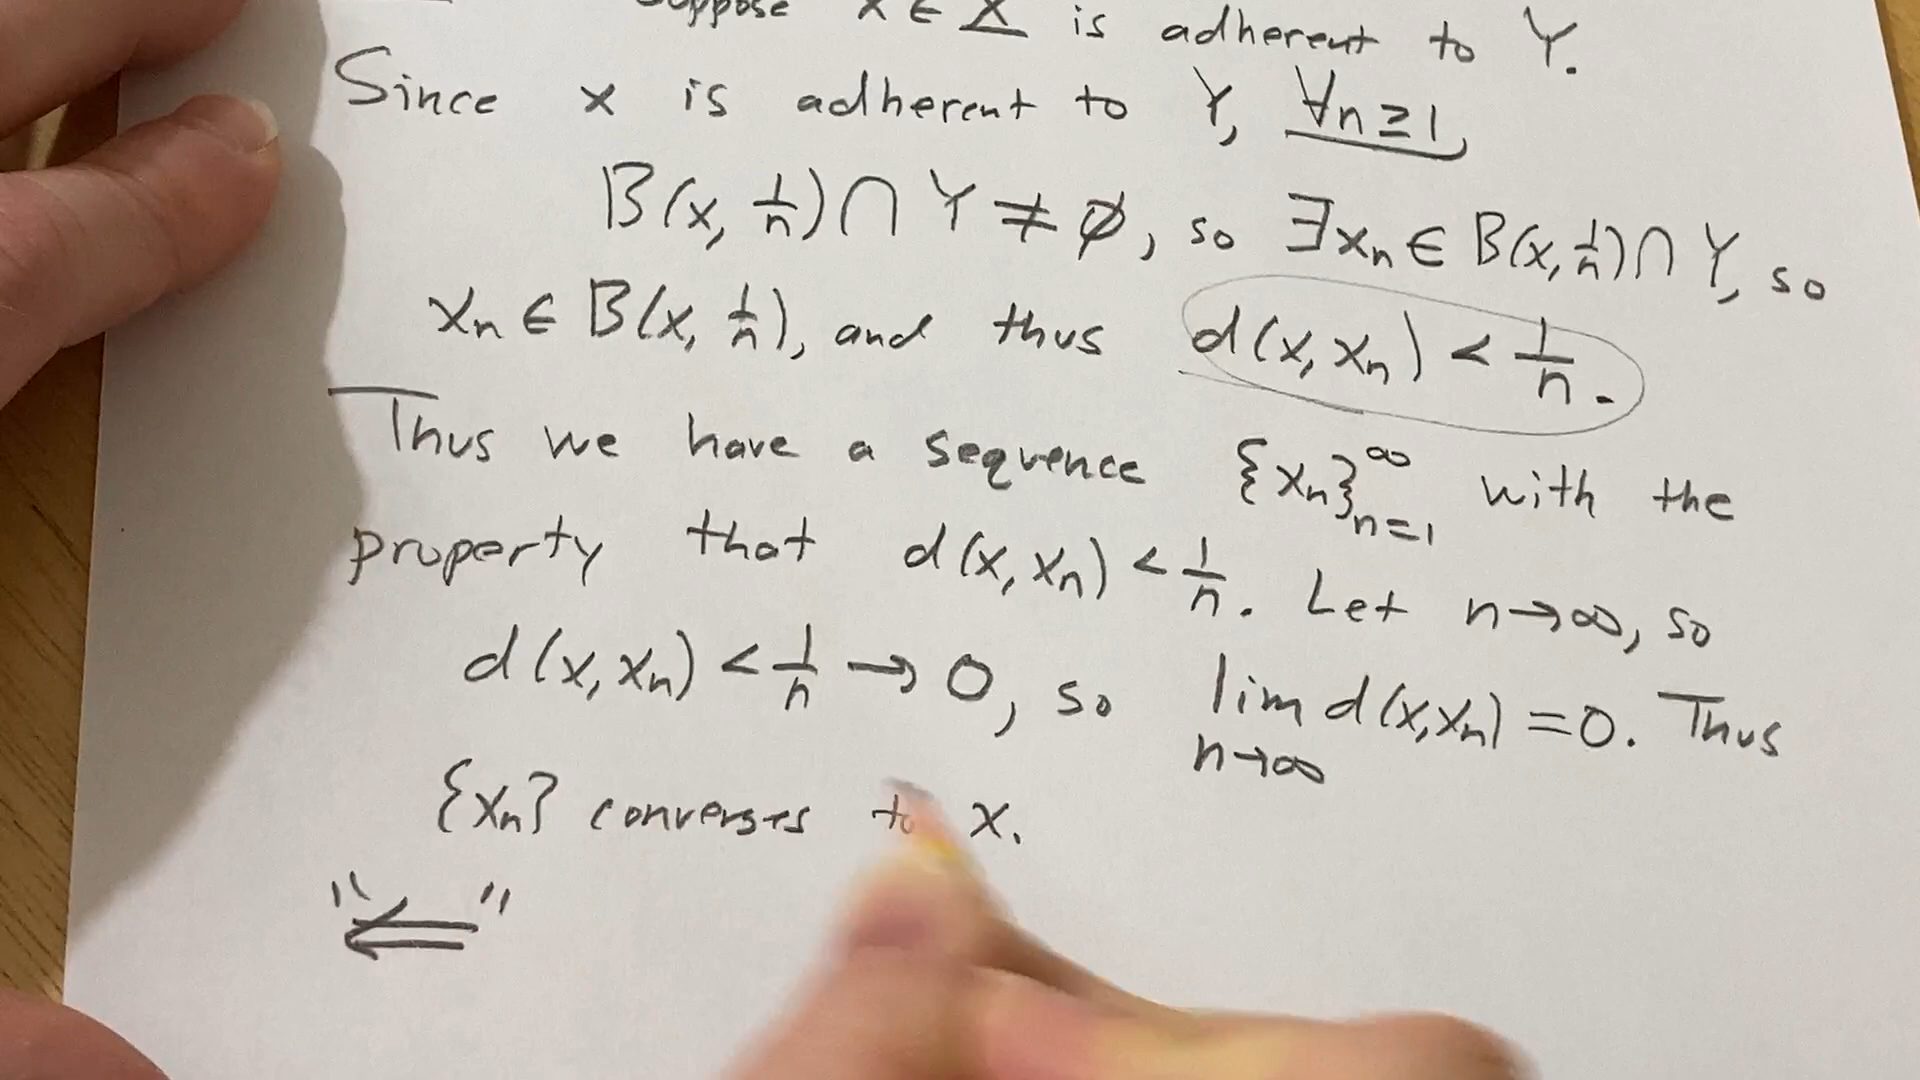 Suppose x ∈ X is adherent to Y.
Since x is adherent to Y, ∀n≥1,
B(x, 1/n) ∩ Y ≠ ∅, so ∃xₙ ∈ B(x, 1/n) ∩ Y, so
xₙ ∈ B(x, 1/n), and thus d(x, xₙ) < 1/n.
Thus we have a sequence {xₙ}ₙ₌₁^∞ with the
property that d(x, xₙ) < 1/n. Let n→∞, so
d(x, xₙ) < 1/n → 0, so lim n→∞ d(x, xₙ) = 0. Thus
{xₙ} converges to x.
"⇐"